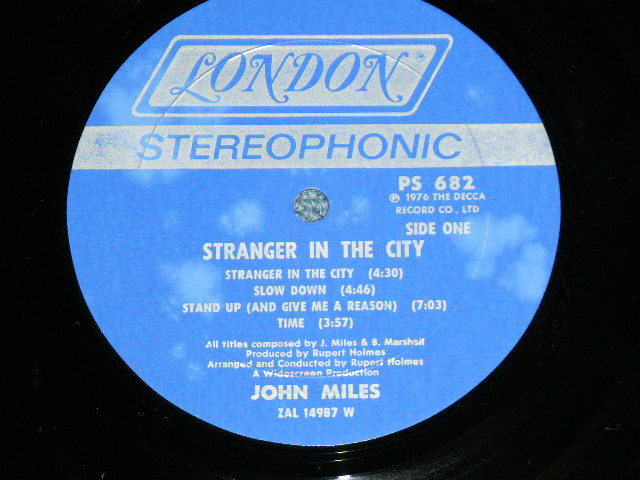 LONDON
STEREOPHONIC
PS 682
Ⓟ 1976 THE DECCA
RECORD CO., LTD
SIDE ONE
STRANGER IN THE CITY
STRANGER IN THE CITY (4:30)
SLOW DOWN (4:46)
STAND UP (AND GIVE ME A REASON) (7:03)
TIME (3:57)
All titles composed by J. Miles & B. Marshall
Produced by Rupert Holmes
Arranged and Conducted by Rupert Holmes
A Widescreen Production
JOHN MILES
ZAL 14987 W